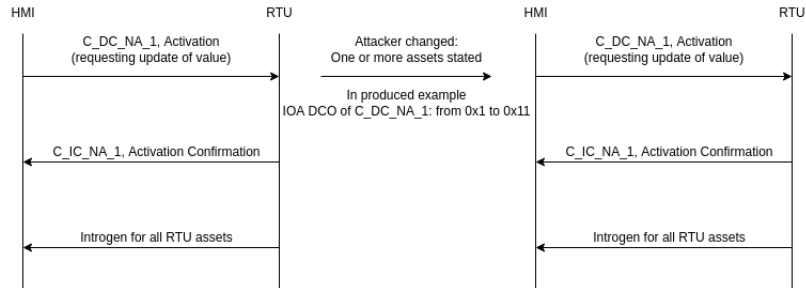 HMI
RTU
HMI
RTU
C_DC_NA_1, Activation
(requesting update of value)
Attacker changed:
One or more assets stated
C_DC_NA_1, Activation
(requesting update of value)
In produced example
IOA DCO of C_DC_NA_1: from 0x1 to 0x11
C_IC_NA_1, Activation Confirmation
C_IC_NA_1, Activation Confirmation
Introgen for all RTU assets
Introgen for all RTU assets